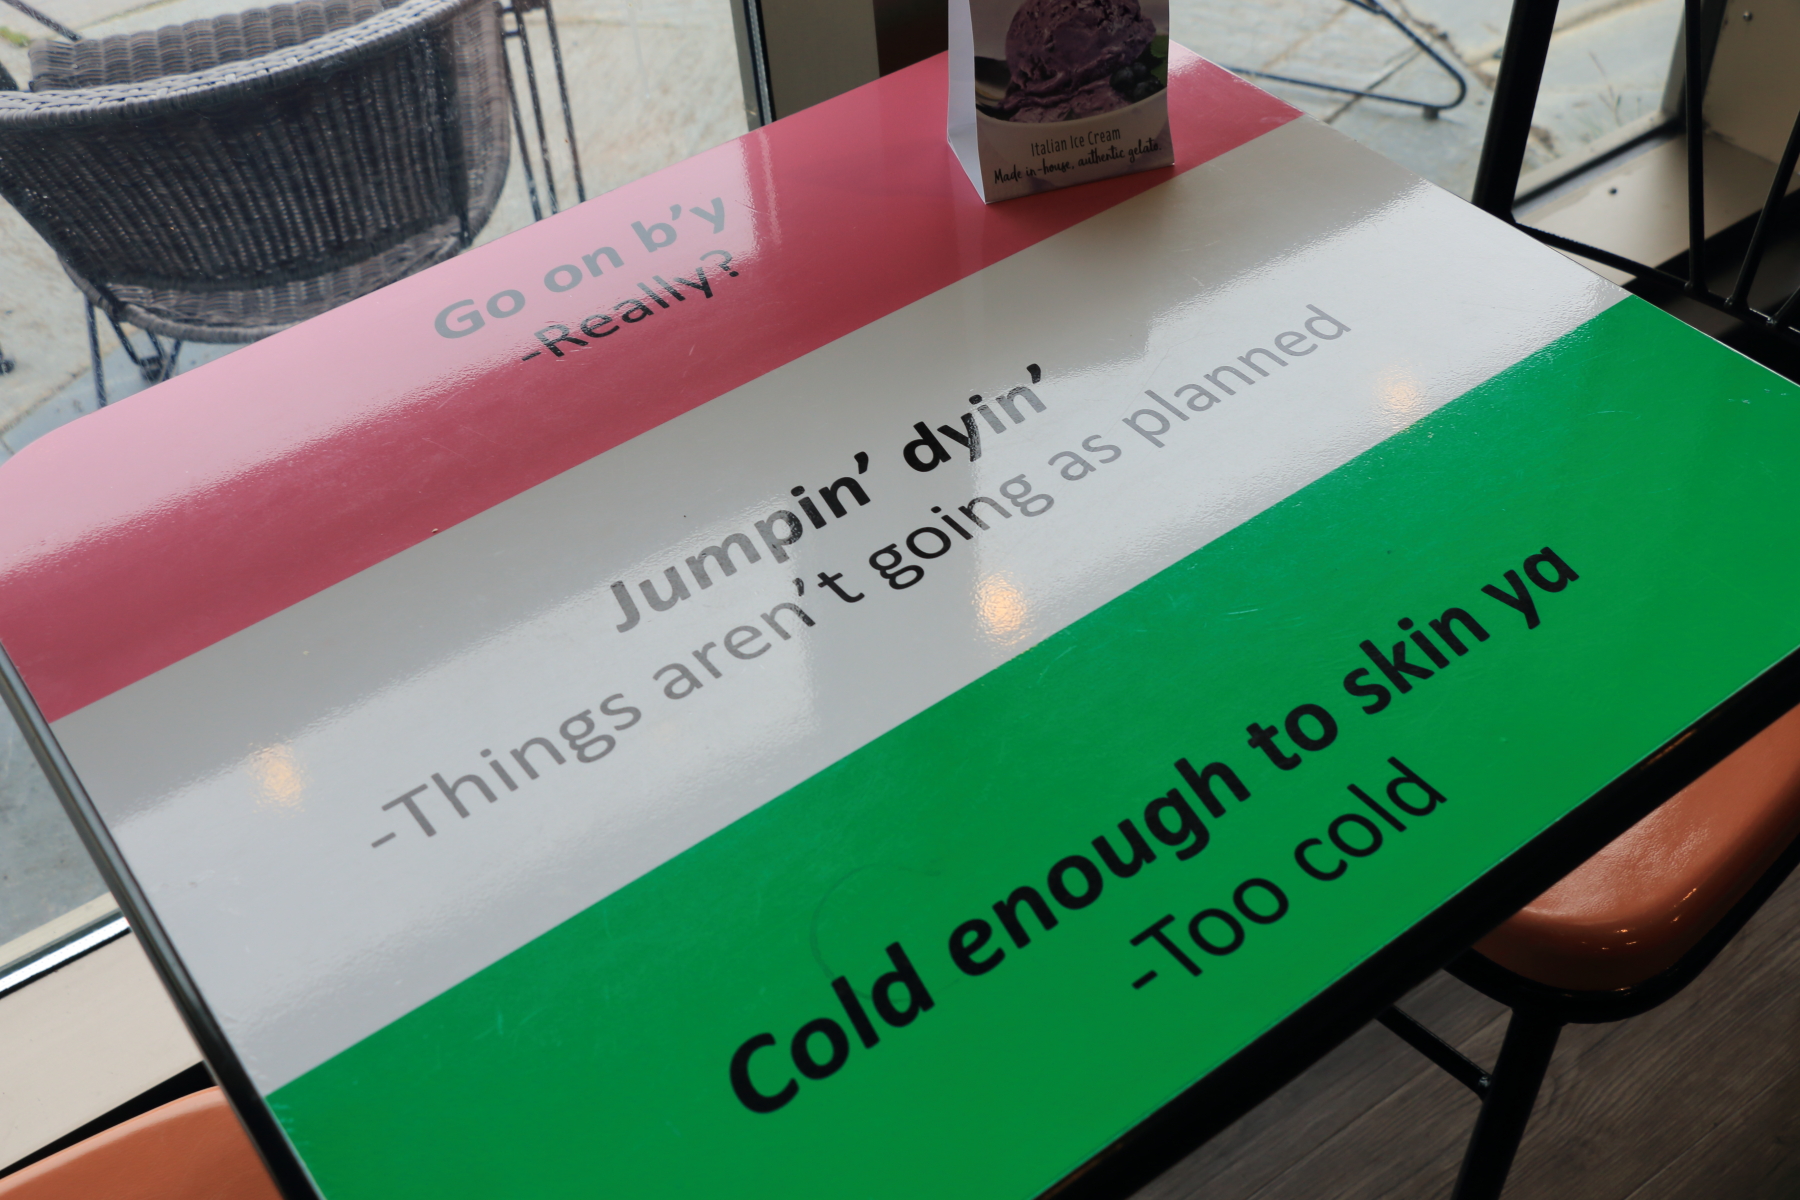 Italian Ice Cream
Made in-house, authentic gelato.
Go on b'y
-Really?
Jumpin' dyin'
-Things aren't going as planned
Cold enough to skin ya
-Too cold